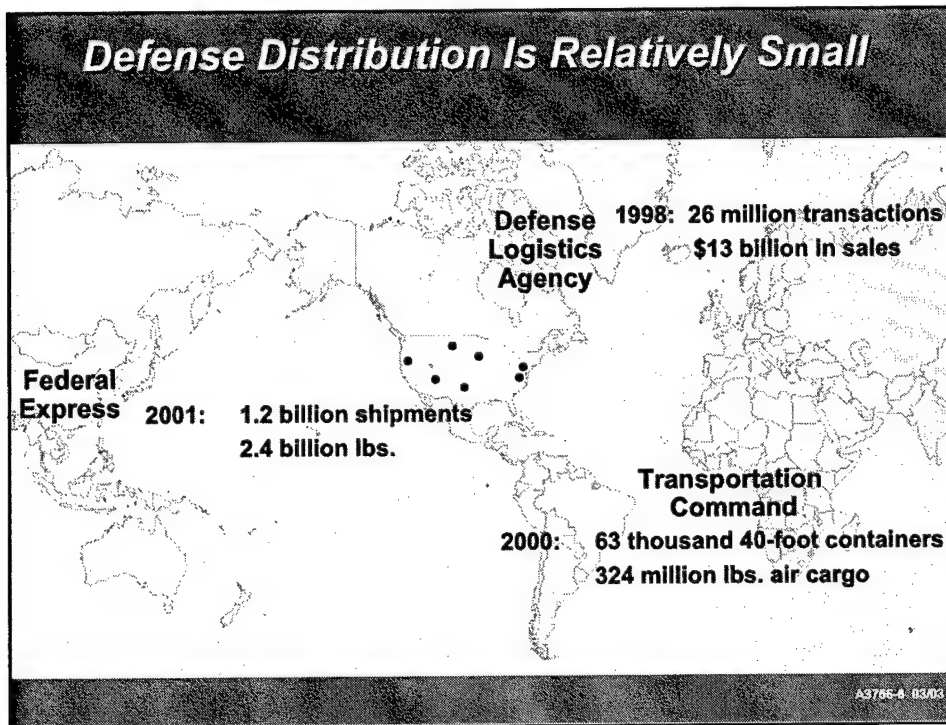 Defense Distribution Is Relatively Small
Defense
Logistics
Agency
1998: 26 million transactions
$13 billion in sales
Federal
Express
2001: 1.2 billion shipments
2.4 billion lbs.
Transportation
Command
2000: 63 thousand 40-foot containers
324 million lbs. air cargo
A3766-6 03/03